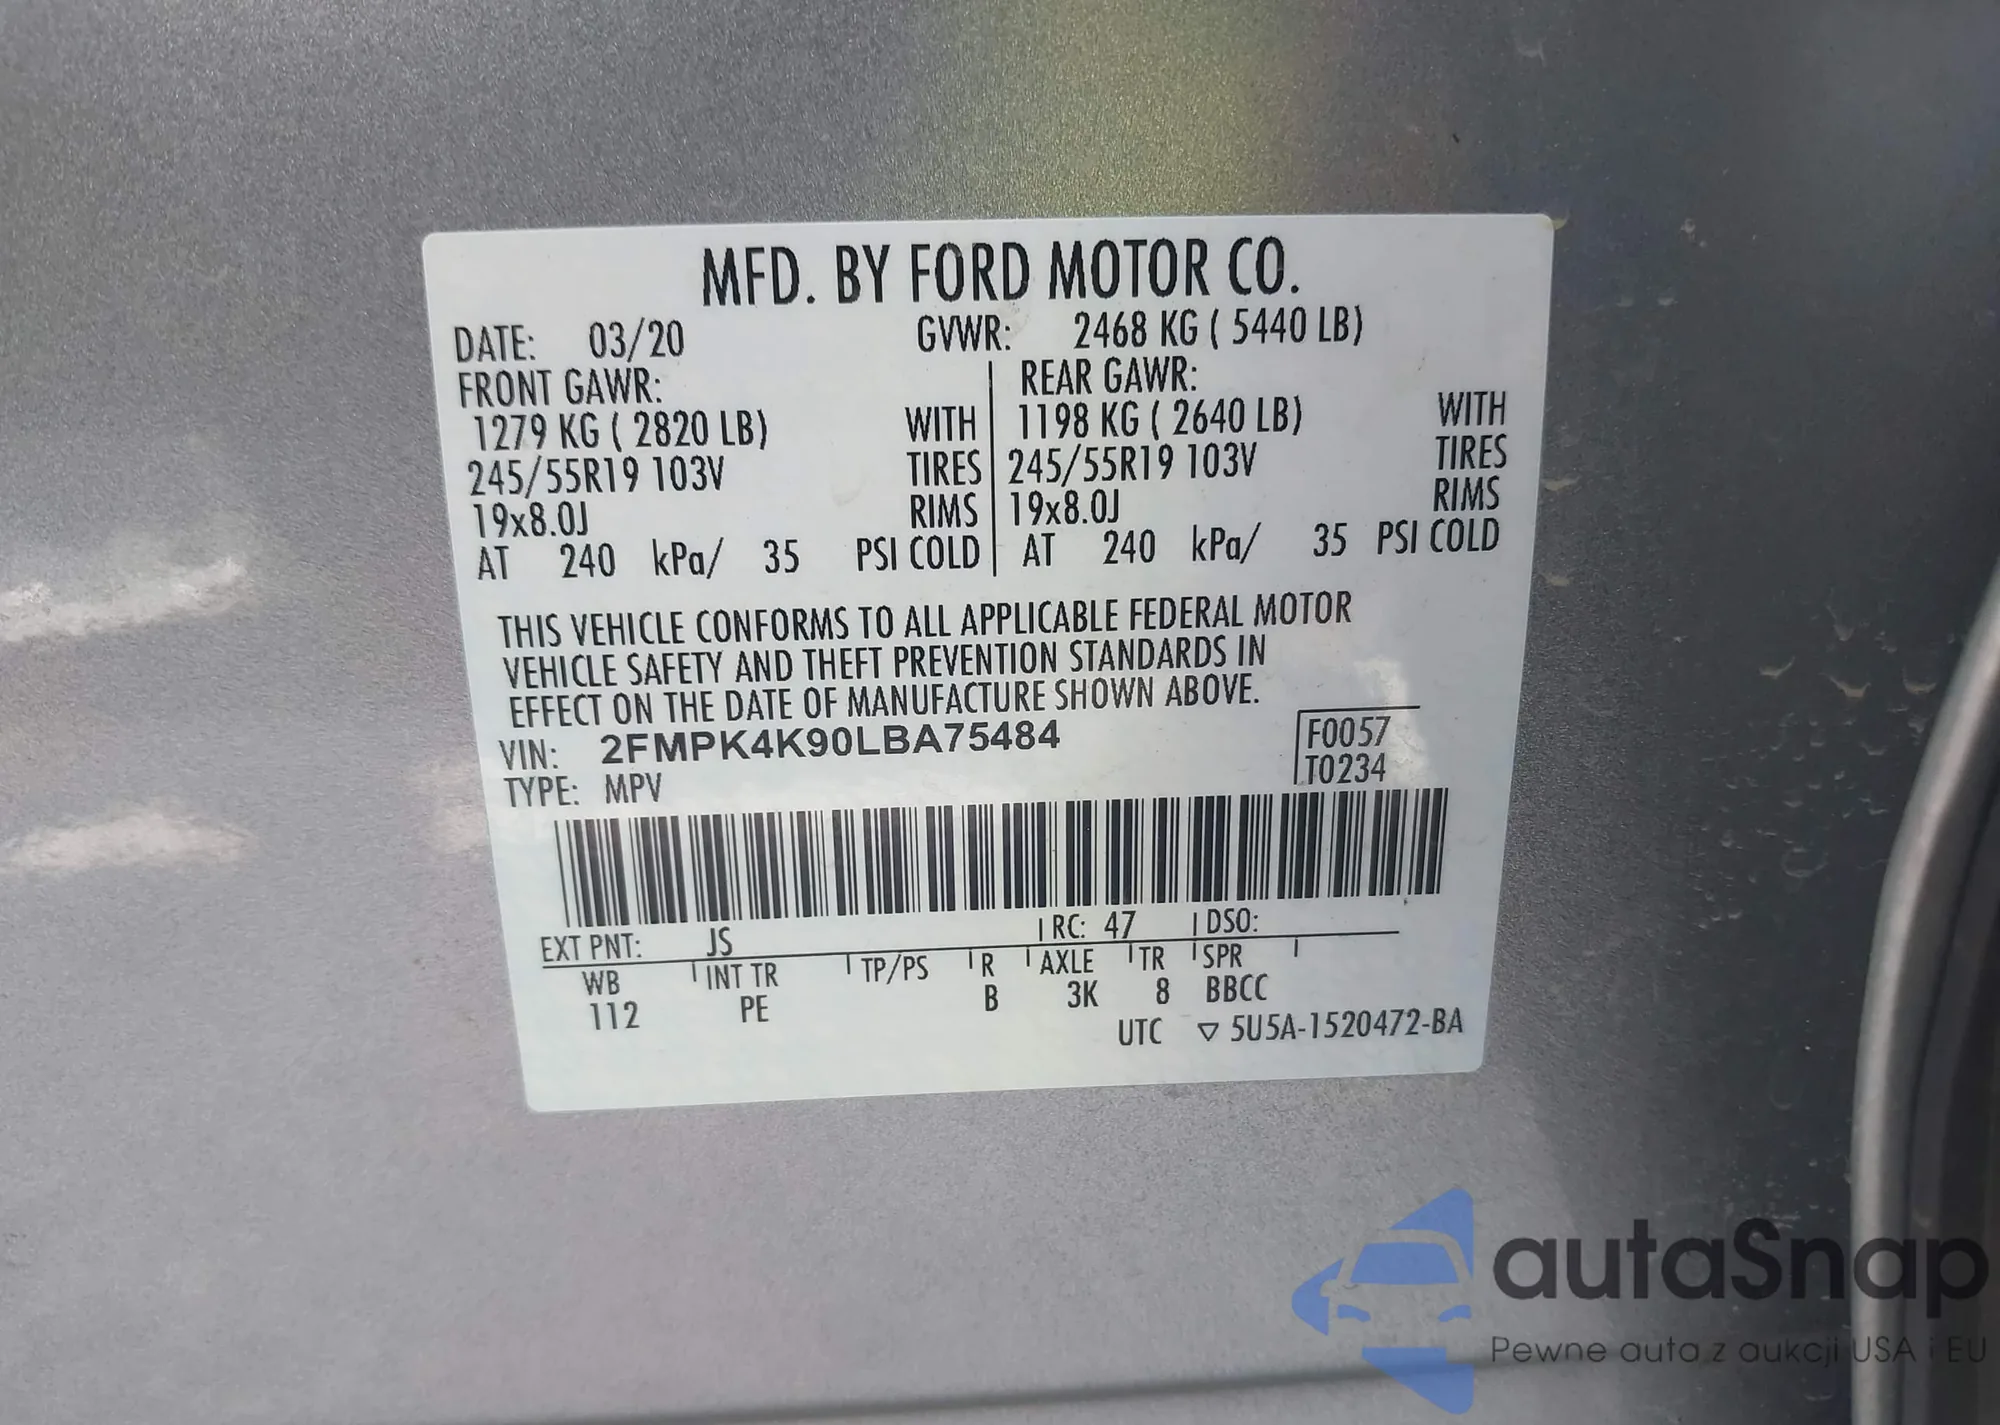 MFD. BY FORD MOTOR CO.
DATE: 03/20 GVWR: 2468 KG ( 5440 LB)
FRONT GAWR: REAR GAWR:
1279 KG ( 2820 LB) WITH 1198 KG ( 2640 LB) WITH
245/55R19 103V TIRES 245/55R19 103V TIRES
19x8.0J RIMS 19x8.0J RIMS
AT 240 kPa/ 35 PSI COLD AT 240 kPa/ 35 PSI COLD
THIS VEHICLE CONFORMS TO ALL APPLICABLE FEDERAL MOTOR
VEHICLE SAFETY AND THEFT PREVENTION STANDARDS IN
EFFECT ON THE DATE OF MANUFACTURE SHOWN ABOVE.
VIN: 2FMPK4K90LBA75484 F0057
TYPE: MPV T0234
EXT PNT: JS RC: 47 DSO:
WB INT TR TP/PS R AXLE TR SPR
112 PE B 3K 8 BBCC
UTC ▽ 5U5A-1520472-BA
autaSnap
Pewne auta z aukcji USA i EU